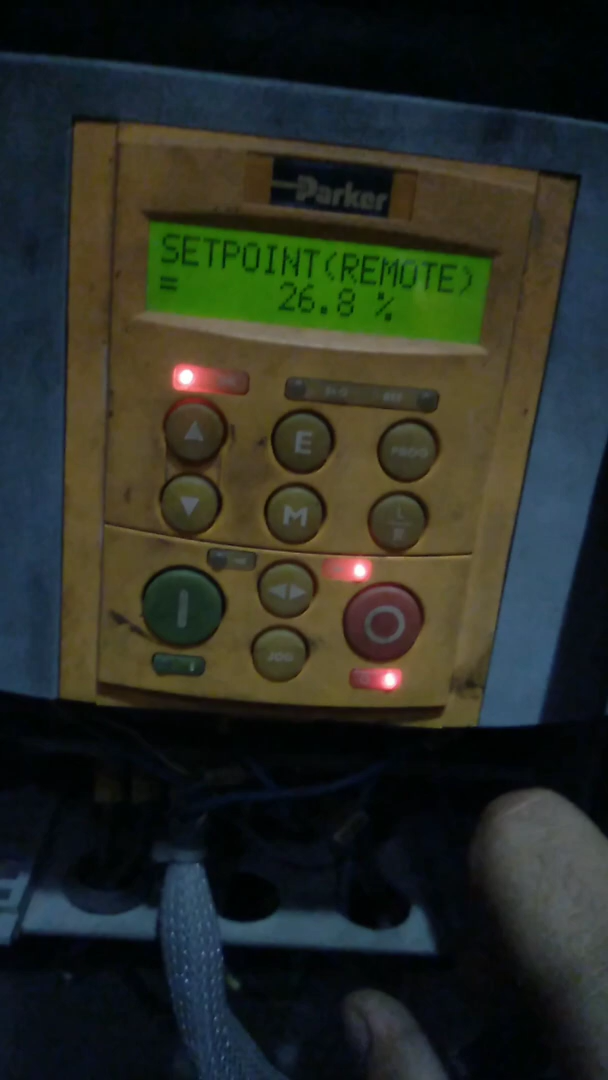 Parker
SETPOINT(REMOTE)
= 26.8 %
E
PROG
M
L
R
JOG